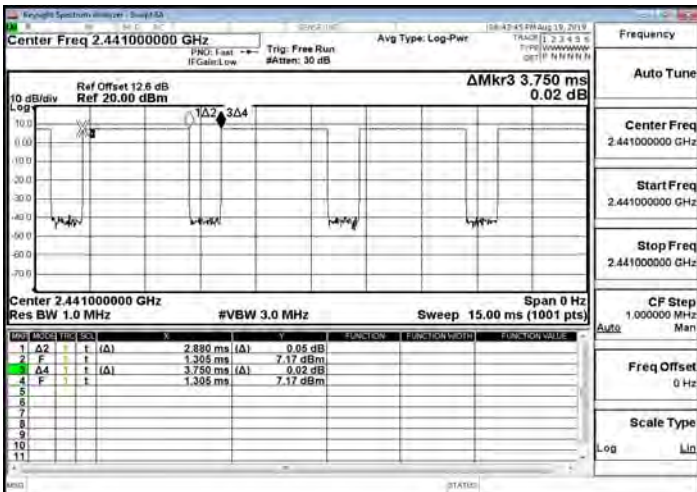 Keysight Spectrum Analyzer - Swept SA
SENSE:INT
06:42:45 PM Aug 19, 2019
Center Freq 2.441000000 GHz
Avg Type: Log-Pwr
TRACE 1 2 3 4 5 6
PNO: Fast
Trig: Free Run
TYPE WWWWWW
IFGain:Low
#Atten: 30 dB
DET P N N N N N
Frequency
ΔMkr3 3.750 ms
0.02 dB
Auto Tune
Ref Offset 12.6 dB
10 dB/div
Ref 20.00 dBm
Log
10.0
0.00
-10.0
-20.0
-30.0
-40.0
-50.0
-60.0
-70.0
1Δ2
3Δ4
Center Freq
2.441000000 GHz
Start Freq
2.441000000 GHz
Stop Freq
2.441000000 GHz
Center 2.441000000 GHz
Span 0 Hz
Res BW 1.0 MHz
#VBW 3.0 MHz
Sweep 15.00 ms (1001 pts)
CF Step
1.000000 MHz
Auto Man
MKR MODE TRC SCL X Y FUNCTION FUNCTION WIDTH FUNCTION VALUE
1 Δ2 1 t (Δ) 2.880 ms (Δ) 0.05 dB
2 F 1 t 1.305 ms 7.17 dBm
3 Δ4 1 t (Δ) 3.750 ms (Δ) 0.02 dB
4 F 1 t 1.305 ms 7.17 dBm
5
6
7
8
9
10
11
Freq Offset
0 Hz
Scale Type
Log Lin
MSG
STATUS